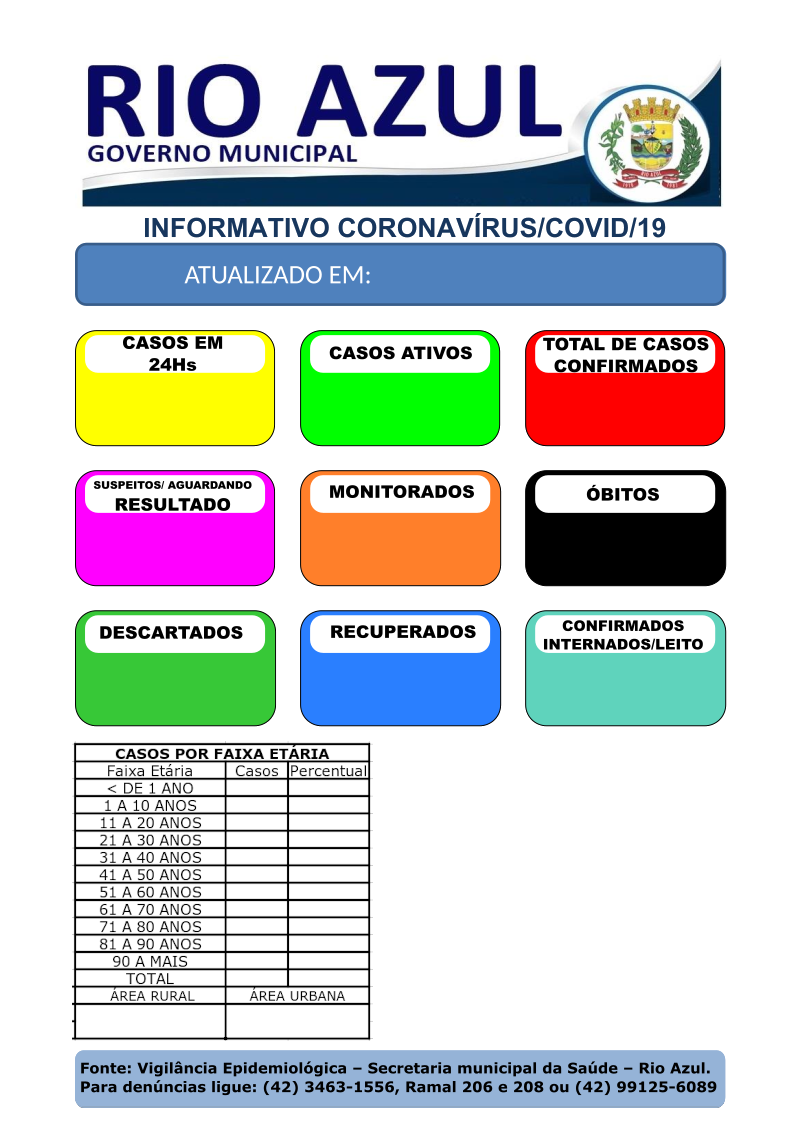 RIO AZUL
GOVERNO MUNICIPAL
RIO AZUL
INFORMATIVO CORONAVÍRUS/COVID/19
ATUALIZADO EM:
CASOS EM
24Hs
CASOS ATIVOS
TOTAL DE CASOS
CONFIRMADOS
SUSPEITOS/ AGUARDANDO
RESULTADO
MONITORADOS
ÓBITOS
DESCARTADOS
RECUPERADOS
CONFIRMADOS
INTERNADOS/LEITO
CASOS POR FAIXA ETÁRIA
Faixa Etária Casos Percentual
< DE 1 ANO
1 A 10 ANOS
11 A 20 ANOS
21 A 30 ANOS
31 A 40 ANOS
41 A 50 ANOS
51 A 60 ANOS
61 A 70 ANOS
71 A 80 ANOS
81 A 90 ANOS
90 A MAIS
TOTAL
ÁREA RURAL ÁREA URBANA
Fonte: Vigilância Epidemiológica – Secretaria municipal da Saúde – Rio Azul.
Para denúncias ligue: (42) 3463-1556, Ramal 206 e 208 ou (42) 99125-6089